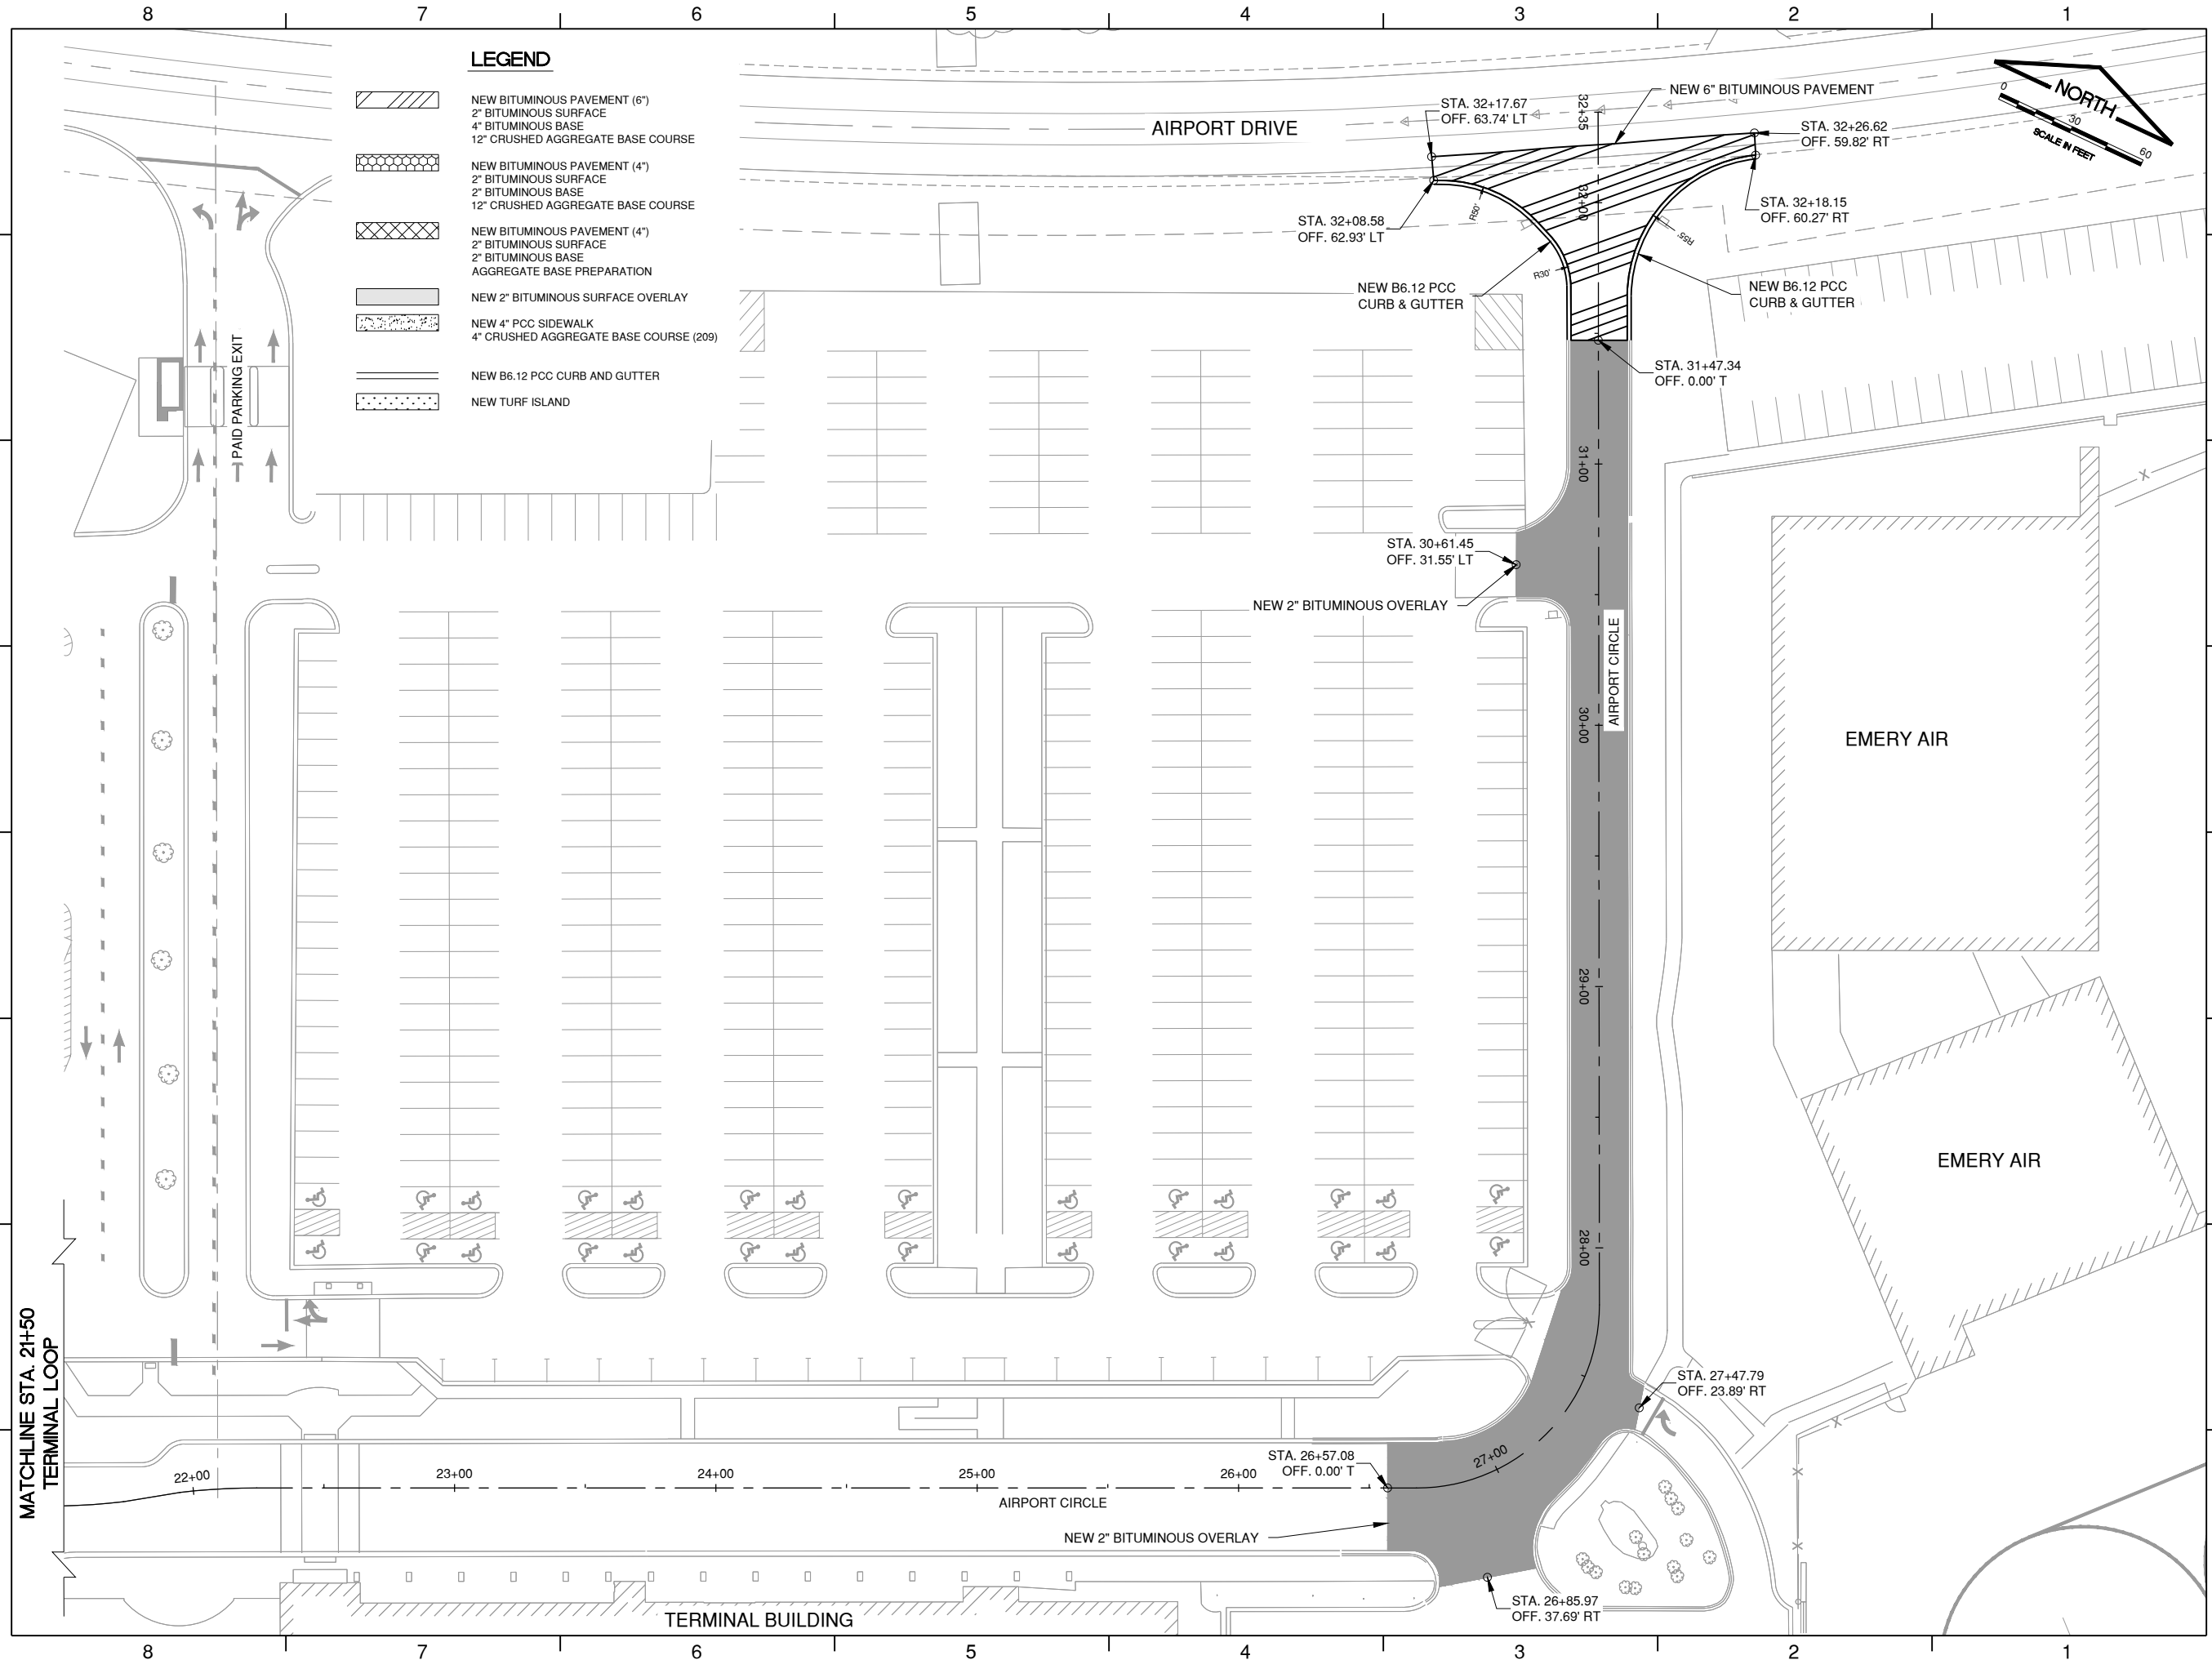 8 7 6 5 4 3 2 1
LEGEND
NEW BITUMINOUS PAVEMENT (6")
2" BITUMINOUS SURFACE
4" BITUMINOUS BASE
12" CRUSHED AGGREGATE BASE COURSE
NEW BITUMINOUS PAVEMENT (4")
2" BITUMINOUS SURFACE
2" BITUMINOUS BASE
12" CRUSHED AGGREGATE BASE COURSE
NEW BITUMINOUS PAVEMENT (4")
2" BITUMINOUS SURFACE
2" BITUMINOUS BASE
AGGREGATE BASE PREPARATION
NEW 2" BITUMINOUS SURFACE OVERLAY
NEW 4" PCC SIDEWALK
4" CRUSHED AGGREGATE BASE COURSE (209)
NEW B6.12 PCC CURB AND GUTTER
NEW TURF ISLAND
PAID PARKING EXIT
AIRPORT DRIVE
STA. 32+17.67
OFF. 63.74' LT
32+35
NEW 6" BITUMINOUS PAVEMENT
STA. 32+26.62
OFF. 59.82' RT
NORTH
0 30 60
SCALE IN FEET
STA. 32+08.58
OFF. 62.93' LT
R50'
32+00
STA. 32+18.15
OFF. 60.27' RT
R55'
R30'
NEW B6.12 PCC
CURB & GUTTER
NEW B6.12 PCC
CURB & GUTTER
STA. 31+47.34
OFF. 0.00' T
31+00
STA. 30+61.45
OFF. 31.55' LT
NEW 2" BITUMINOUS OVERLAY
AIRPORT CIRCLE
30+00
EMERY AIR
29+00
EMERY AIR
28+00
STA. 27+47.79
OFF. 23.89' RT
MATCHLINE STA. 21+50
TERMINAL LOOP
22+00
23+00
24+00
25+00
26+00
STA. 26+57.08
OFF. 0.00' T
27+00
AIRPORT CIRCLE
NEW 2" BITUMINOUS OVERLAY
STA. 26+85.97
OFF. 37.69' RT
TERMINAL BUILDING
8 7 6 5 4 3 2 1